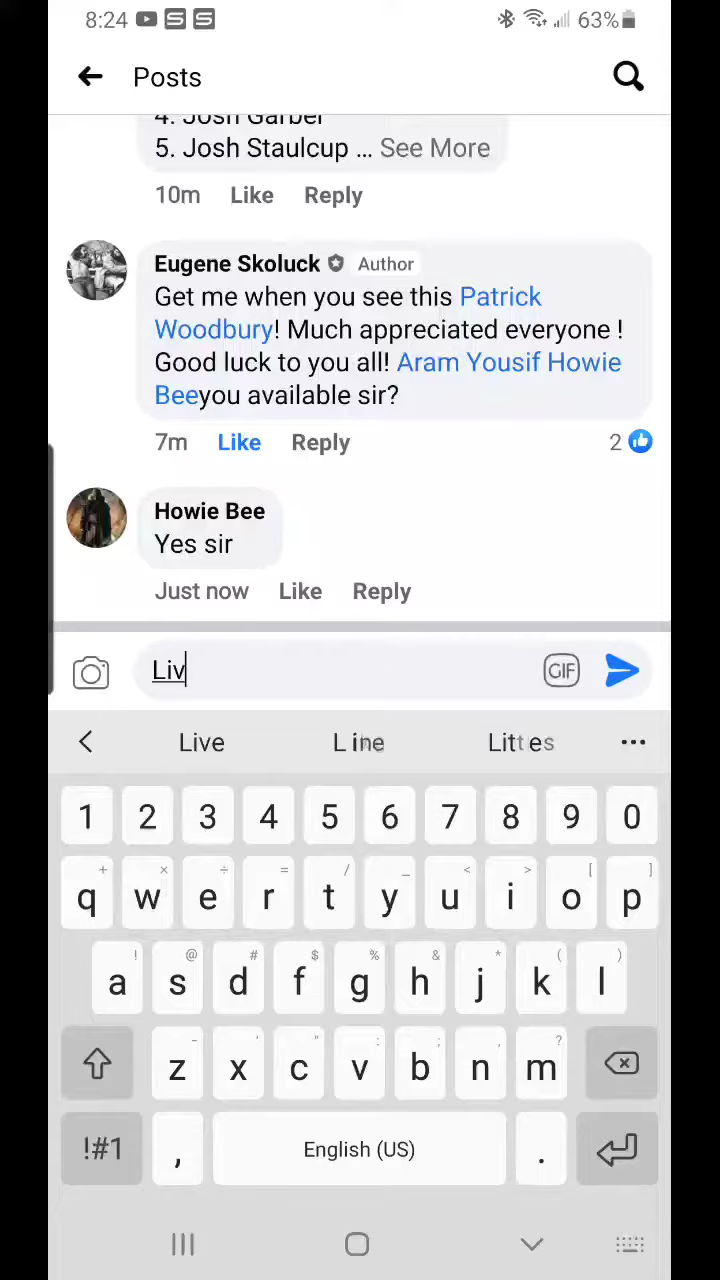 8:24 63%
Posts
4. Josh Garber
5. Josh Staulcup ... See More
10m Like Reply
Eugene Skoluck Author
Get me when you see this Patrick
Woodbury! Much appreciated everyone !
Good luck to you all! Aram Yousif Howie
Beeyou available sir?
7m Like Reply 2
Howie Bee
Yes sir
Just now Like Reply
Liv GIF
Live Line
1 2 3 4 5 6 7 8 9 0
+ × ÷ = / _ < > [ ]
q w e r t y u i o p
! @ # $ % & * ( )
a s d f g h j k l
- ' " : ; , ?
z x c v b n m
!#1 , English (US) .